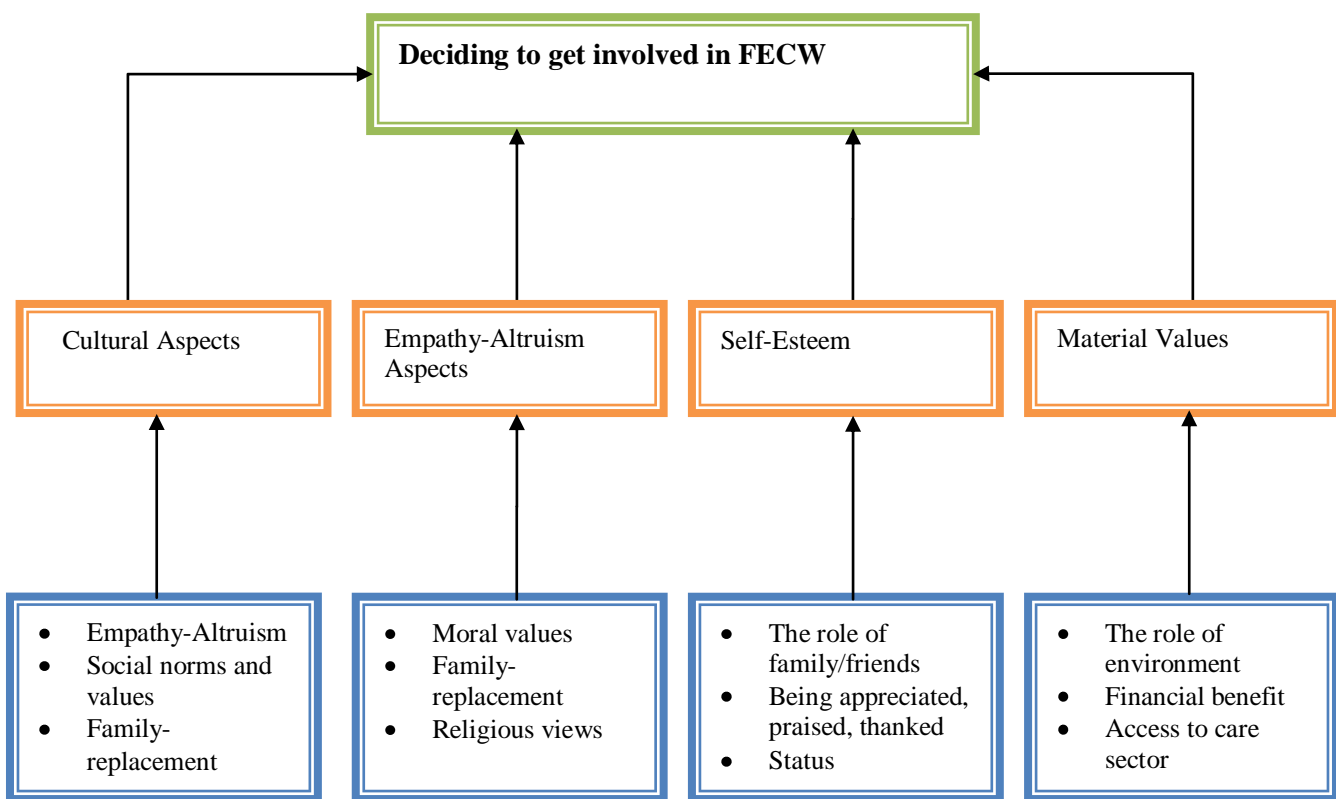 Deciding to get involved in FECW
Cultural Aspects
Empathy-Altruism
Aspects
Self-Esteem
Material Values
• Empathy-Altruism
• Social norms and
values
• Family-
replacement
• Moral values
• Family-
replacement
• Religious views
• The role of
family/friends
• Being appreciated,
praised, thanked
• Status
• The role of
environment
• Financial benefit
• Access to care
sector